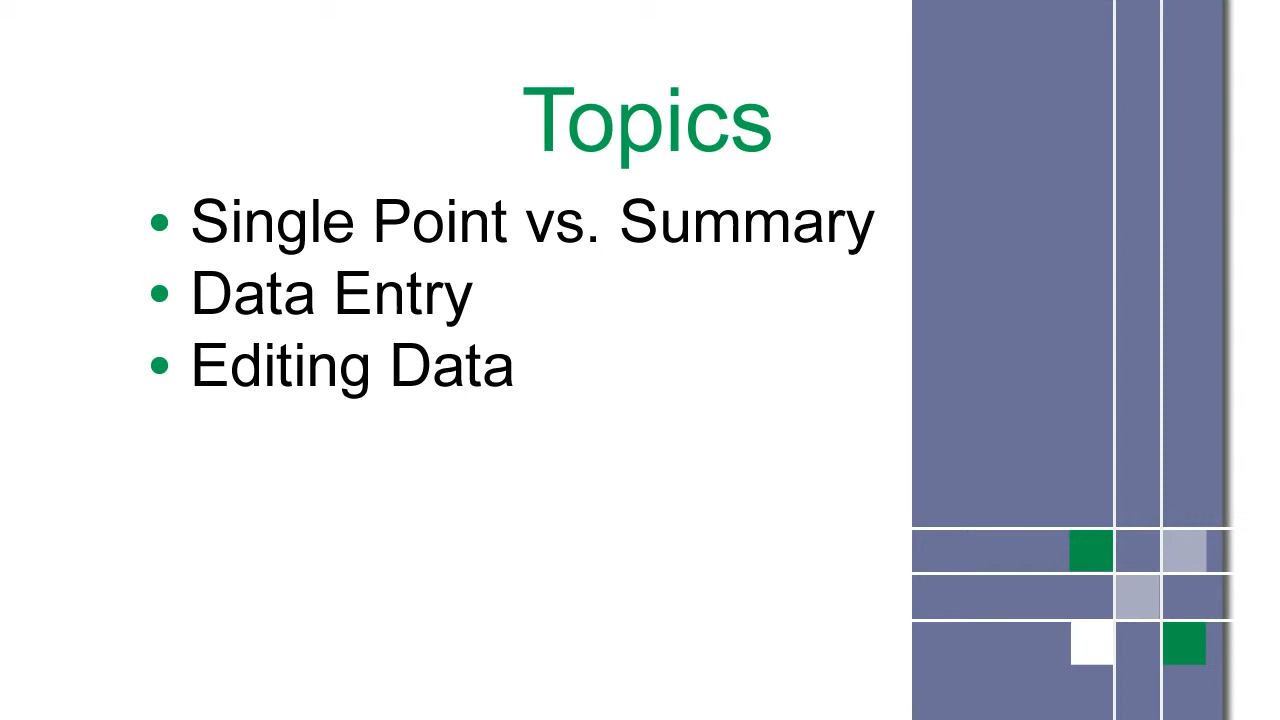 Topics
• Single Point vs. Summary
• Data Entry
• Editing Data